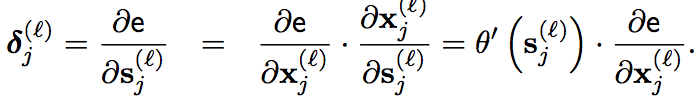 𝛅_j^{(ℓ)} = ∂e/∂𝐬_j^{(ℓ)} = ∂e/∂𝐱_j^{(ℓ)} · ∂𝐱_j^{(ℓ)}/∂𝐬_j^{(ℓ)} = θ′ (𝐬_j^{(ℓ)}) · ∂e/∂𝐱_j^{(ℓ)}.